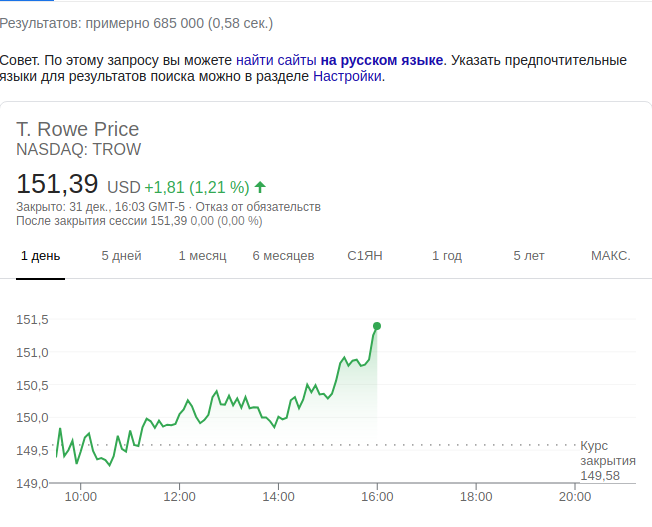 Результатов: примерно 685 000 (0,58 сек.)
Совет. По этому запросу вы можете найти сайты на русском языке. Указать предпочтительные
языки для результатов поиска можно в разделе Настройки.
T. Rowe Price
NASDAQ: TROW
151,39 USD +1,81 (1,21 %)
Закрыто: 31 дек., 16:03 GMT-5 · Отказ от обязательств
После закрытия сессии 151,39 0,00 (0,00 %)
1 день 5 дней 1 месяц 6 месяцев С1ЯН 1 год 5 лет МАКС.
151,5
151,0
150,5
150,0
149,5
149,0
Курс
закрытия
149,58
10:00 12:00 14:00 16:00 18:00 20:00